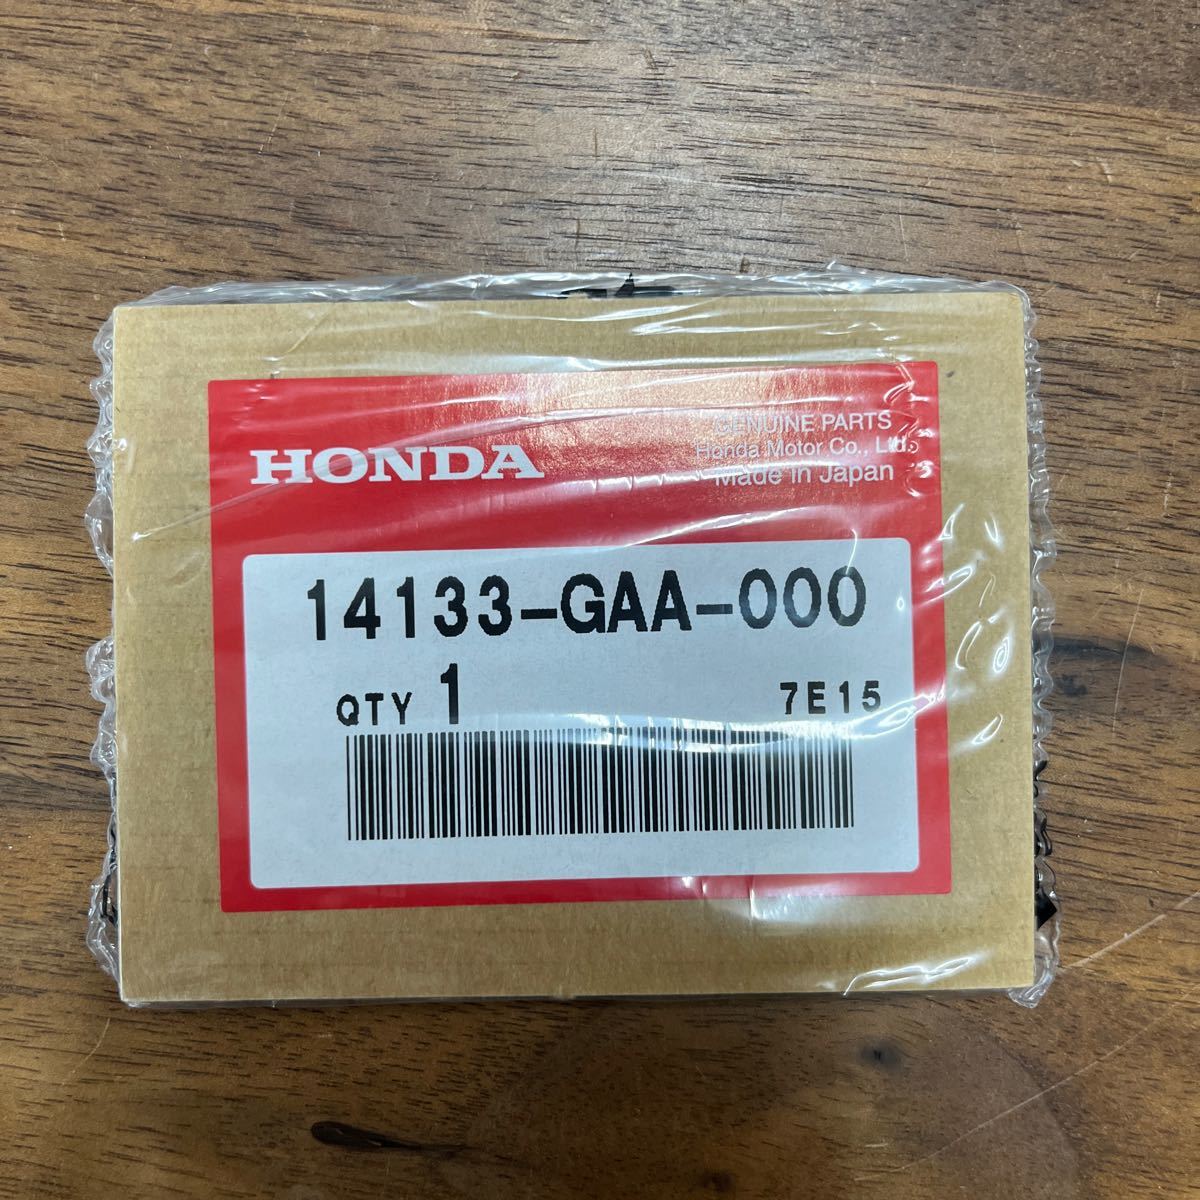 HONDA
GENUINE PARTS
Honda Motor Co., Ltd.
Made in Japan
14133-GAA-000
QTY 1
7E15